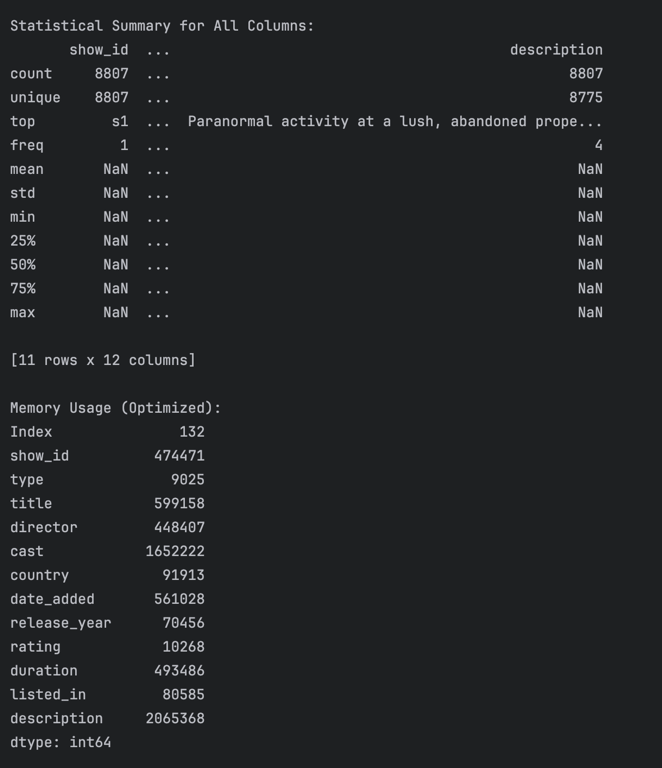 Statistical Summary for All Columns:
show_id ... description
count 8807 ... 8807
unique 8807 ... 8775
top s1 ... Paranormal activity at a lush, abandoned prope...
freq 1 ... 4
mean NaN ... NaN
std NaN ... NaN
min NaN ... NaN
25% NaN ... NaN
50% NaN ... NaN
75% NaN ... NaN
max NaN ... NaN
[11 rows x 12 columns]
Memory Usage (Optimized):
Index 132
show_id 474471
type 9025
title 599158
director 448407
cast 1652222
country 91913
date_added 561028
release_year 70456
rating 10268
duration 493486
listed_in 80585
description 2065368
dtype: int64